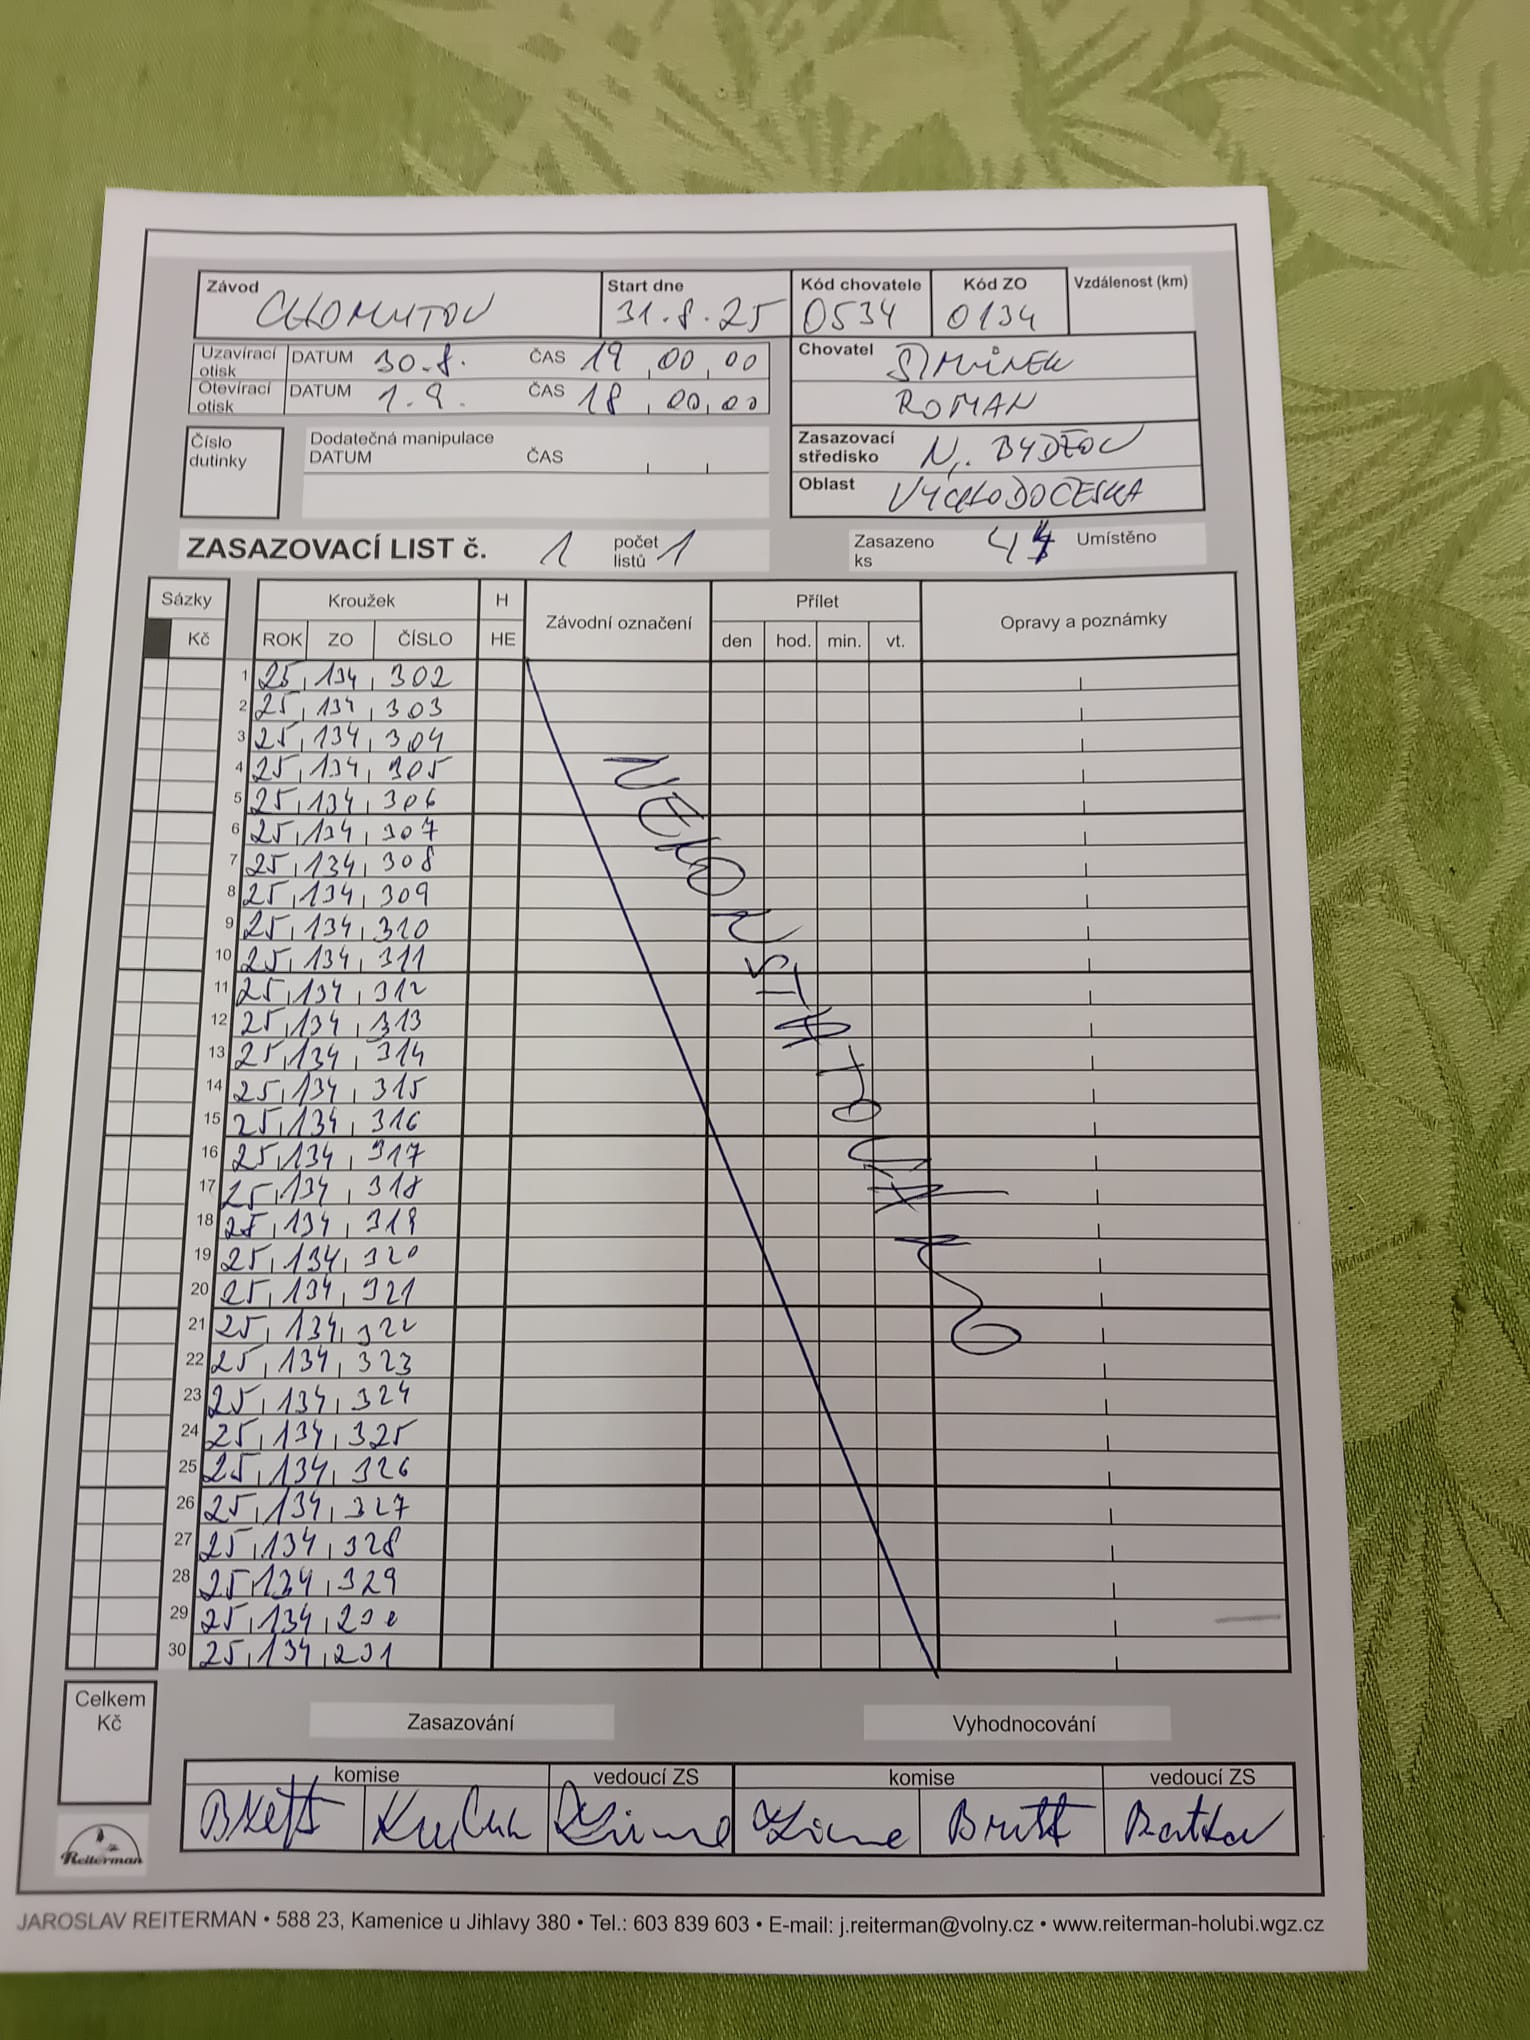 Závod Start dne Kód chovatele Kód ZO Vzdálenost (km)
CHOMUTOV 31.8.25 0534 0134
Uzavírací otisk DATUM 30.8. ČAS 19,00,00
Otevírací otisk DATUM 1.9. ČAS 18,00,00
Chovatel ŠIMŮNEK
ROMAN
Číslo dutinky
Dodatečná manipulace
DATUM ČAS
Zasazovací středisko N. BYDŽOV
Oblast VÝCHODOČESKÁ
ZASAZOVACÍ LIST č. 1 počet listů 1 Zasazeno ks Umístěno
Sázky Kroužek H Závodní označení Přílet Opravy a poznámky
Kč ROK ZO ČÍSLO HE den hod. min. vt.
1 25,134,302
2 25,134,303
3 25,134,304
4 25,134,305
5 25,134,306
6 25,134,307
7 25,134,308
8 25,134,309
9 25,134,310
10 25,134,311
11 25,134,312
12 25,134,313
13 25,134,314
14 25,134,315
15 25,134,316
16 25,134,317
17 25,134,318
18 25,134,319
19 25,134,320
20 25,134,321
21 25,134,322
22 25,134,323
23 25,134,324
24 25,134,325
25 25,134,326
26 25,134,327
27 25,134,328
28 25,134,329
29 25,134,
30 25,134,
Celkem Kč
Zasazování Vyhodnocování
komise vedoucí ZS komise vedoucí ZS
Reiterman
JAROSLAV REITERMAN • 588 23, Kamenice u Jihlavy 380 • Tel.: 603 839 603 • E-mail: j.reiterman@volny.cz • www.reiterman-holubi.wgz.cz